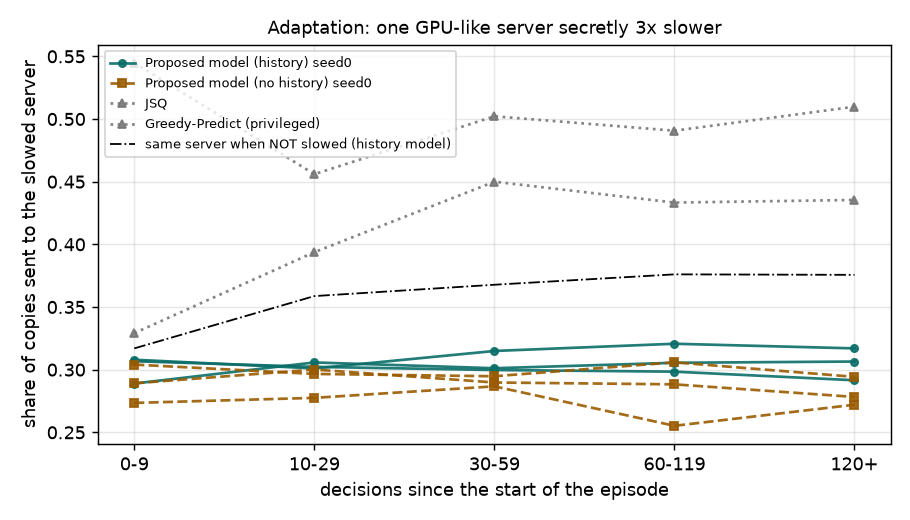 Adaptation: one GPU-like server secretly 3x slower
share of copies sent to the slowed server
0.55
0.50
0.45
0.40
0.35
0.30
0.25
Proposed model (history) seed0
Proposed model (no history) seed0
JSQ
Greedy-Predict (privileged)
same server when NOT slowed (history model)
0-9
10-29
30-59
60-119
120+
decisions since the start of the episode